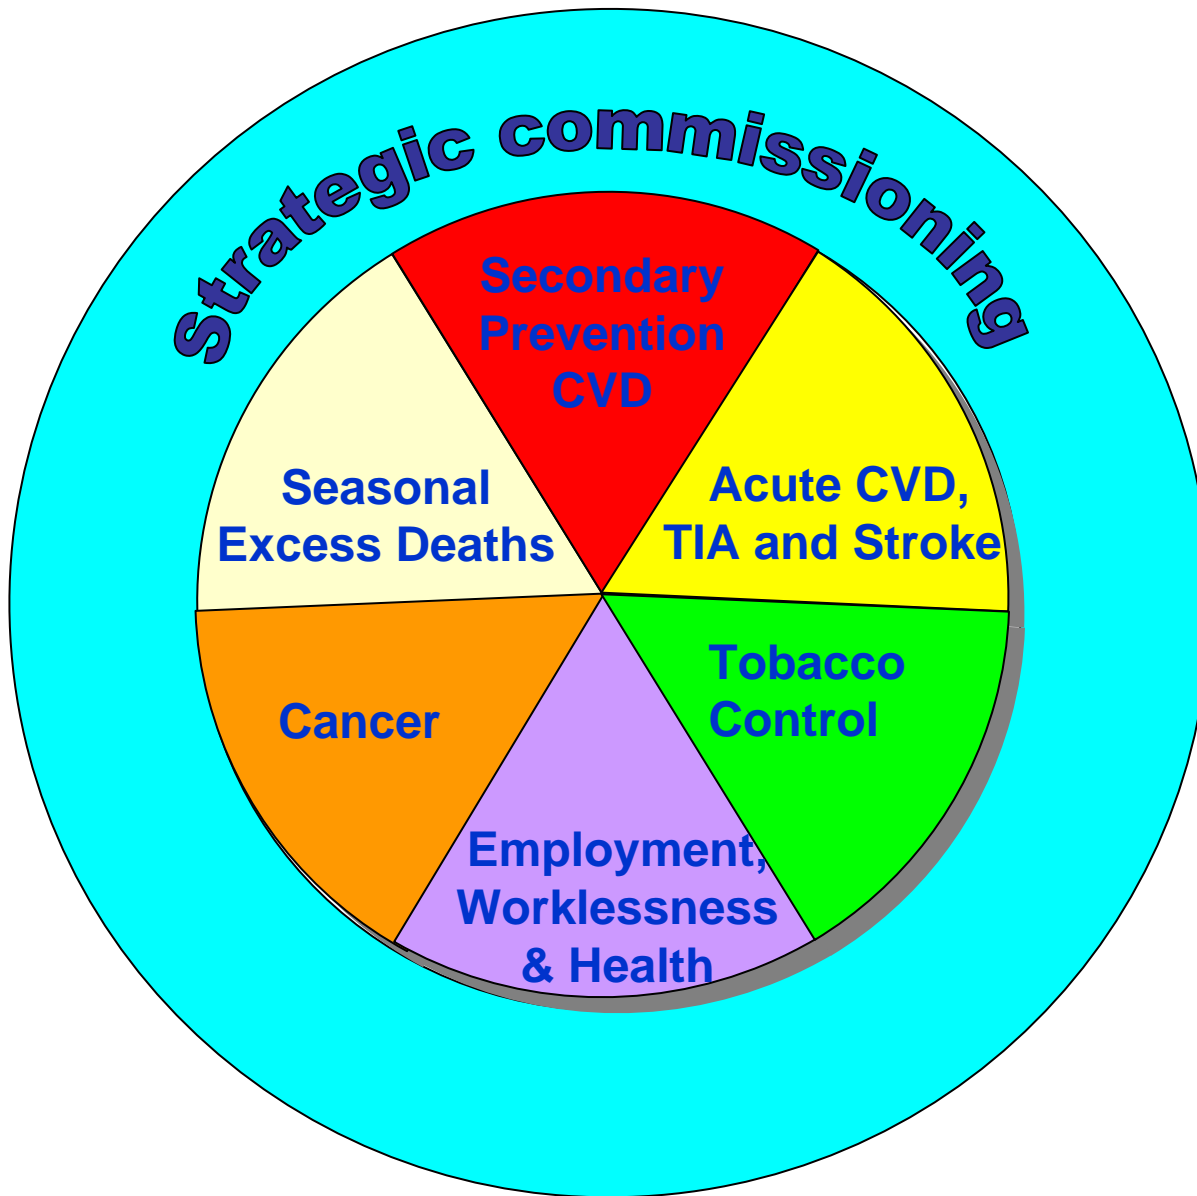 Strategic commissioning
Secondary
Prevention
CVD
Acute CVD,
TIA and Stroke
Tobacco
Control
Employment,
Worklessness
& Health
Cancer
Seasonal
Excess Deaths